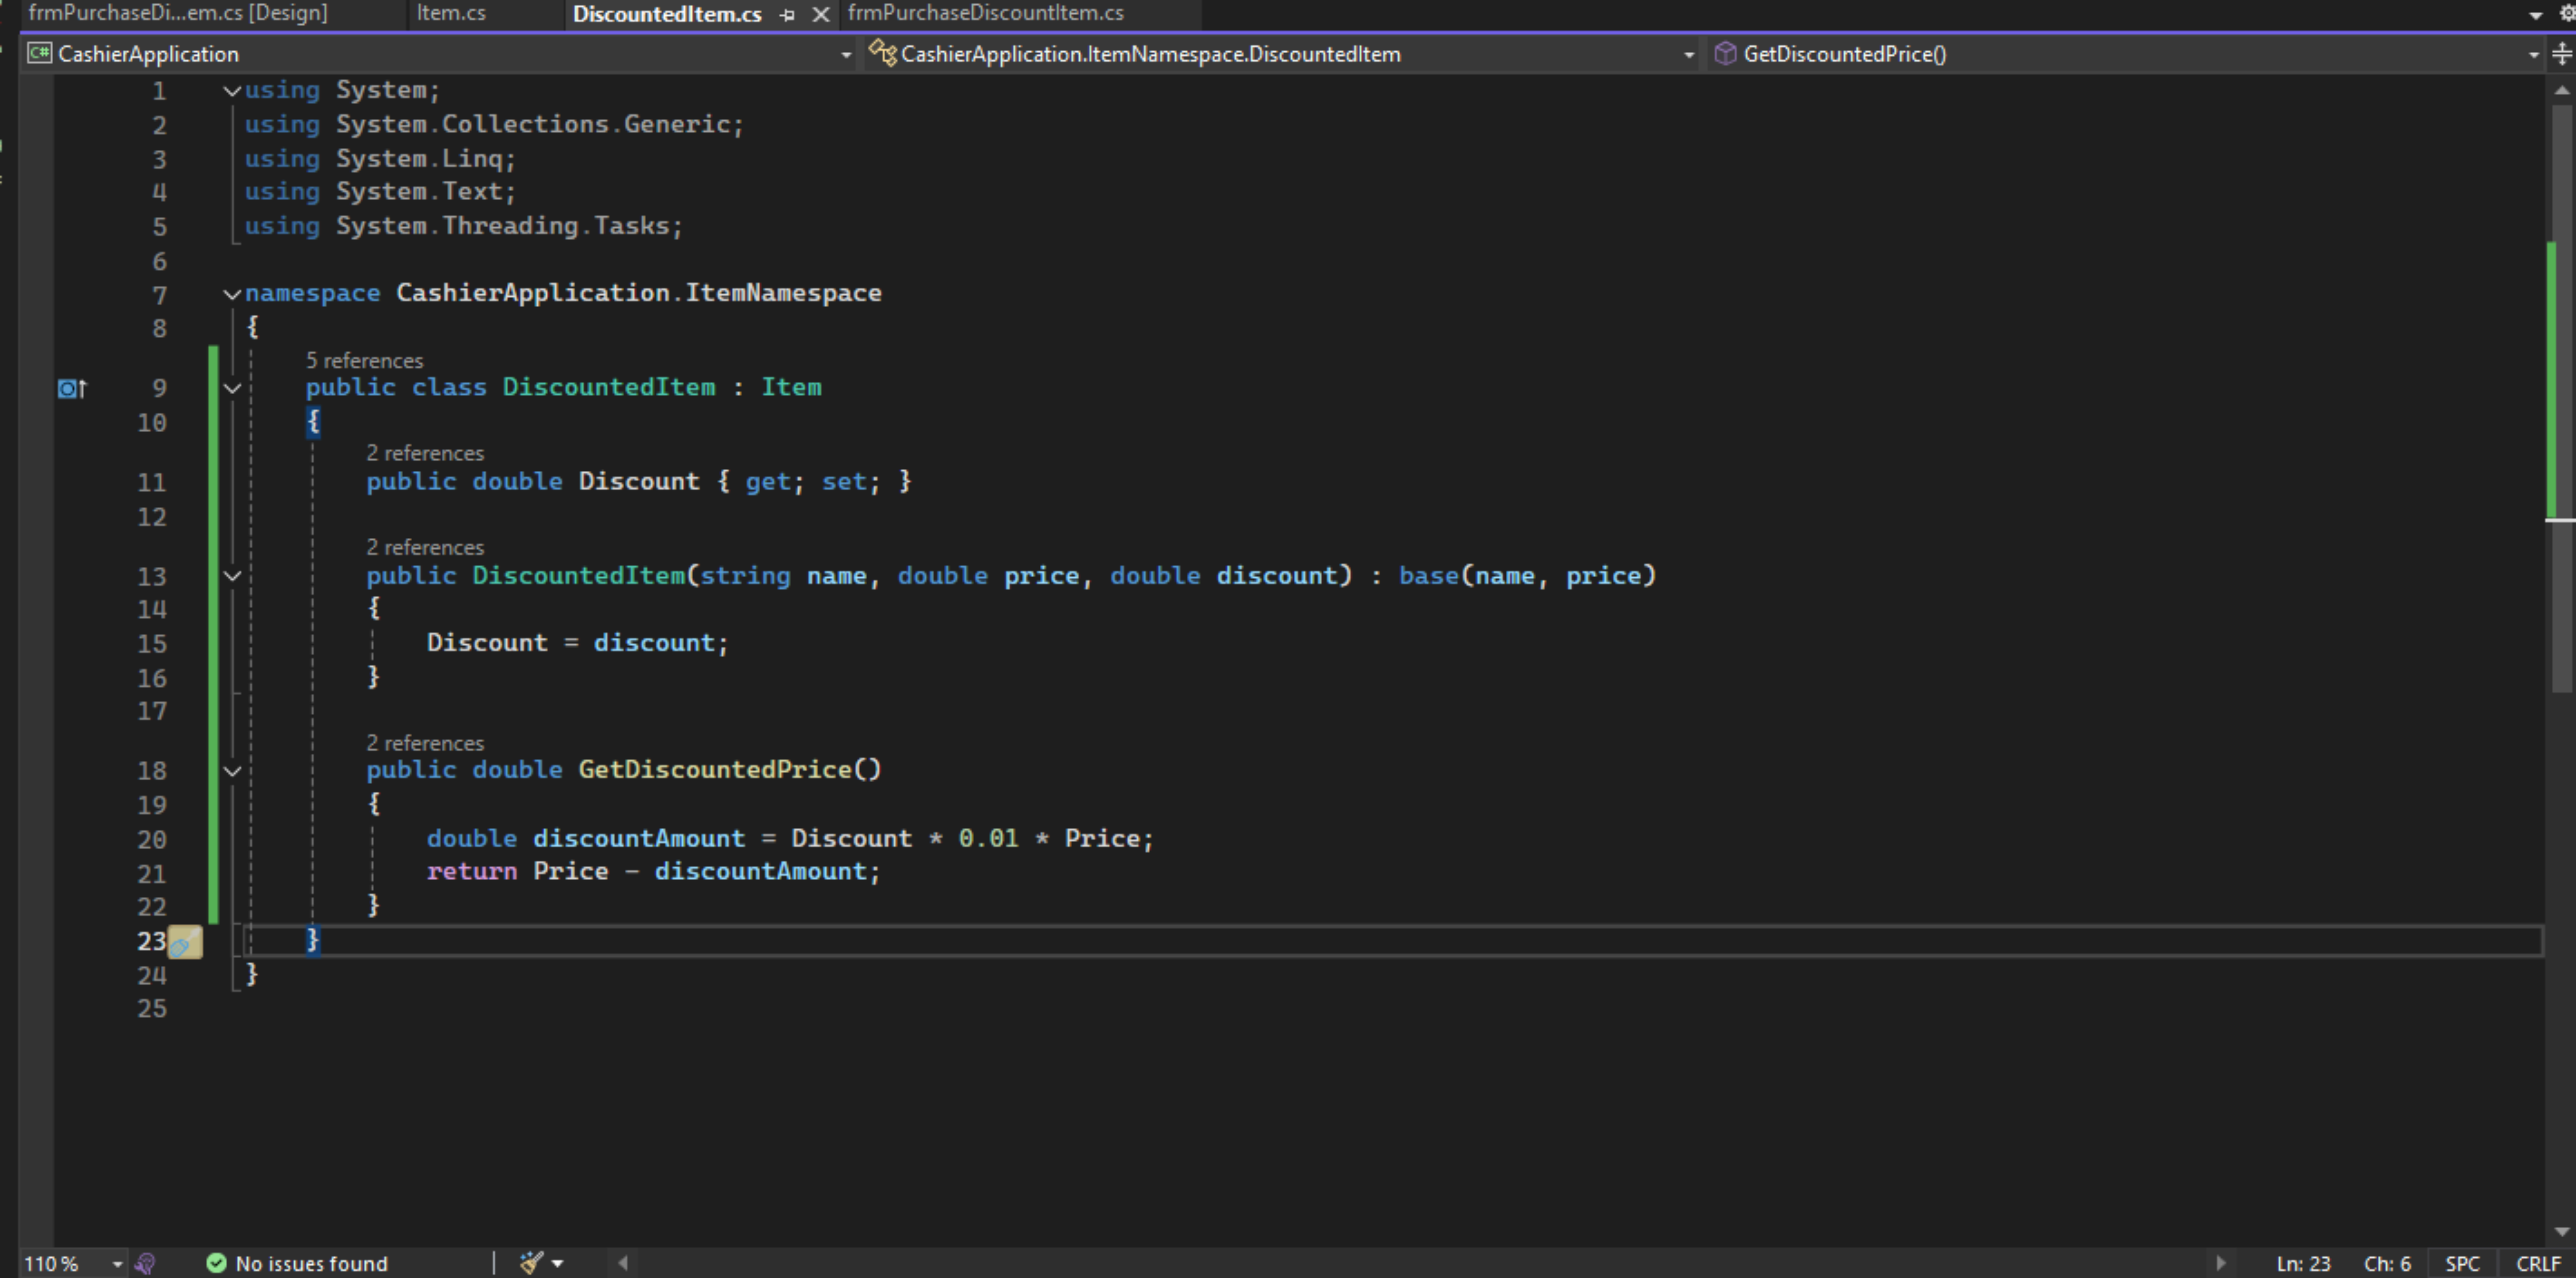 frmPurchaseDi...em.cs [Design] Item.cs DiscountedItem.cs frmPurchaseDiscountItem.cs
C# CashierApplication CashierApplication.ItemNamespace.DiscountedItem GetDiscountedPrice()
1 using System;
2 using System.Collections.Generic;
3 using System.Linq;
4 using System.Text;
5 using System.Threading.Tasks;
6
7 namespace CashierApplication.ItemNamespace
8 {
5 references
9 public class DiscountedItem : Item
10 {
2 references
11 public double Discount { get; set; }
12
2 references
13 public DiscountedItem(string name, double price, double discount) : base(name, price)
14 {
15 Discount = discount;
16 }
17
2 references
18 public double GetDiscountedPrice()
19 {
20 double discountAmount = Discount * 0.01 * Price;
21 return Price - discountAmount;
22 }
23 }
24 }
25
110 % No issues found Ln: 23 Ch: 6 SPC CRLF